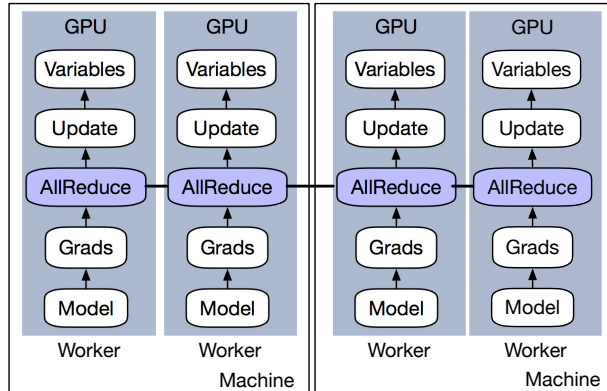 GPU GPU GPU GPU
Variables Variables Variables Variables
Update Update Update Update
AllReduce AllReduce AllReduce AllReduce
Grads Grads Grads Grads
Model Model Model Model
Worker Worker Worker Worker
Machine Machine